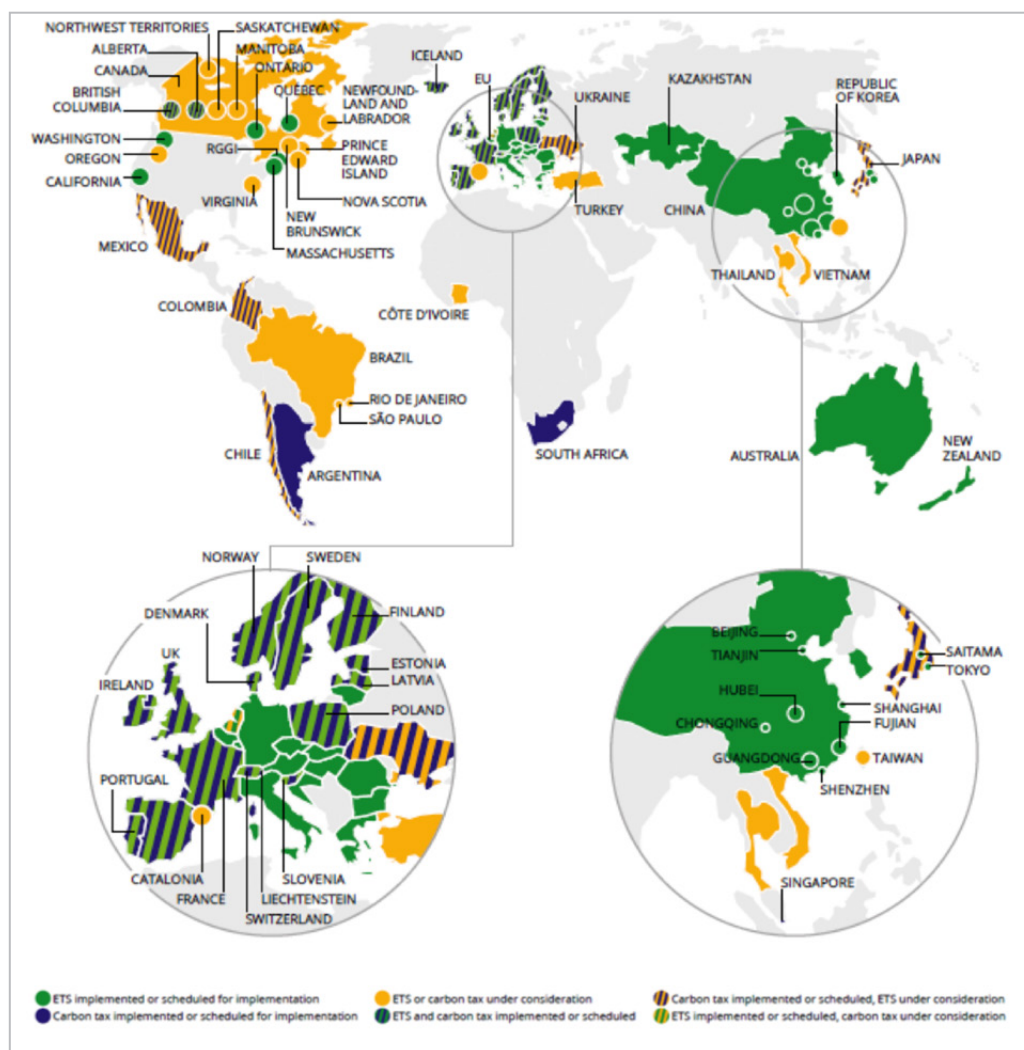 NORTHWEST TERRITORIES
SASKATCHEWAN
ALBERTA
MANITOBA
CANADA
ONTARIO
BRITISH
COLUMBIA
QUÉBEC
NEWFOUND-
LAND AND
LABRADOR
WASHINGTON
OREGON
RGGI
PRINCE
EDWARD
ISLAND
CALIFORNIA
VIRGINIA
NOVA SCOTIA
NEW
BRUNSWICK
MASSACHUSETTS
MEXICO
ICELAND
EU
UKRAINE
KAZAKHSTAN
REPUBLIC
OF KOREA
JAPAN
TURKEY
CHINA
THAILAND
VIETNAM
COLOMBIA
CÔTE D'IVOIRE
BRAZIL
RIO DE JANEIRO
SÃO PAULO
CHILE
ARGENTINA
SOUTH AFRICA
AUSTRALIA
NEW
ZEALAND
NORWAY
SWEDEN
DENMARK
FINLAND
UK
IRELAND
ESTONIA
LATVIA
POLAND
PORTUGAL
CATALONIA
FRANCE
SLOVENIA
LIECHTENSTEIN
SWITZERLAND
BEIJING
TIANJIN
SAITAMA
TOKYO
HUBEI
SHANGHAI
FUJIAN
CHONGQING
GUANGDONG
TAIWAN
SHENZHEN
SINGAPORE
ETS implemented or scheduled for implementation
ETS or carbon tax under consideration
Carbon tax implemented or scheduled, ETS under consideration
Carbon tax implemented or scheduled for implementation
ETS and carbon tax implemented or scheduled
ETS implemented or scheduled, carbon tax under consideration